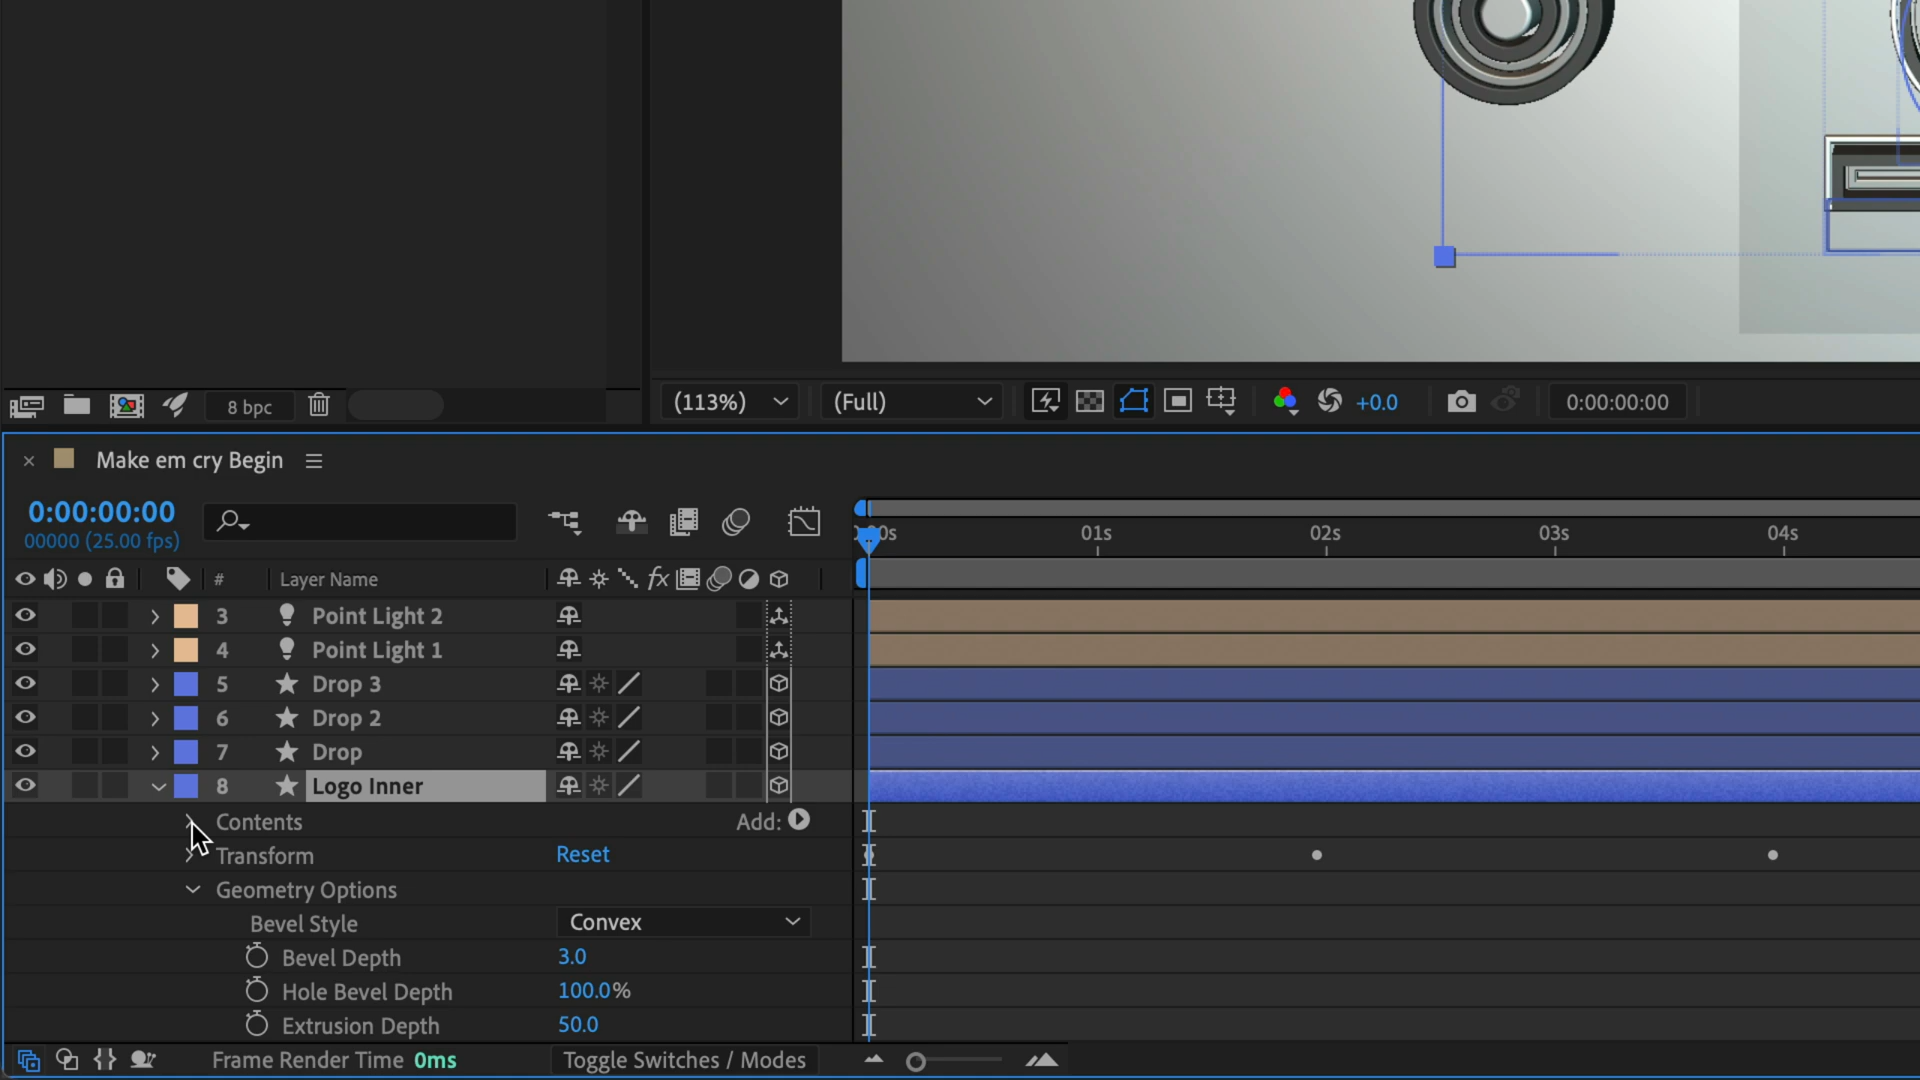 8 bpc
(113%)
(Full)
+0.0
0:00:00:00
Make em cry Begin
0:00:00:00
00000 (25.00 fps)
01s
02s
03s
04s
#
Layer Name
fx
3 Point Light 2
4 Point Light 1
5 Drop 3
6 Drop 2
7 Drop
8 Logo Inner
Contents Add:
Transform Reset
Geometry Options
Bevel Style Convex
Bevel Depth 3.0
Hole Bevel Depth 100.0%
Extrusion Depth 50.0
Frame Render Time 0ms
Toggle Switches / Modes